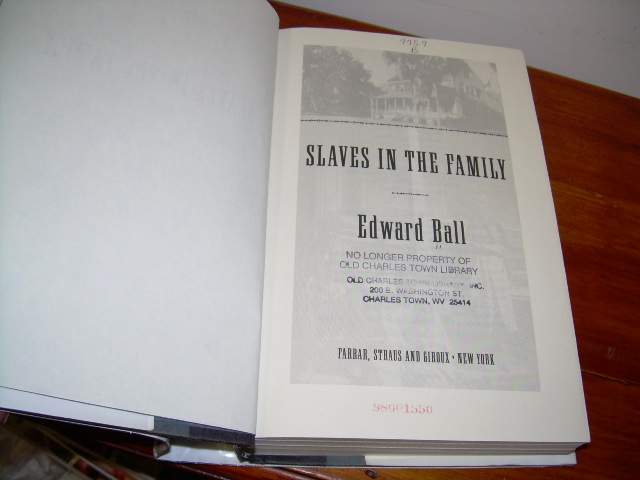 SLAVES IN THE FAMILY
Edward Ball
NO LONGER PROPERTY OF
OLD CHARLES TOWN LIBRARY
OLD CHARLES TOWN LIBRARY, INC.
200 E. WASHINGTON ST.
CHARLES TOWN, WV 25414
FARRAR, STRAUS AND GIROUX • NEW YORK